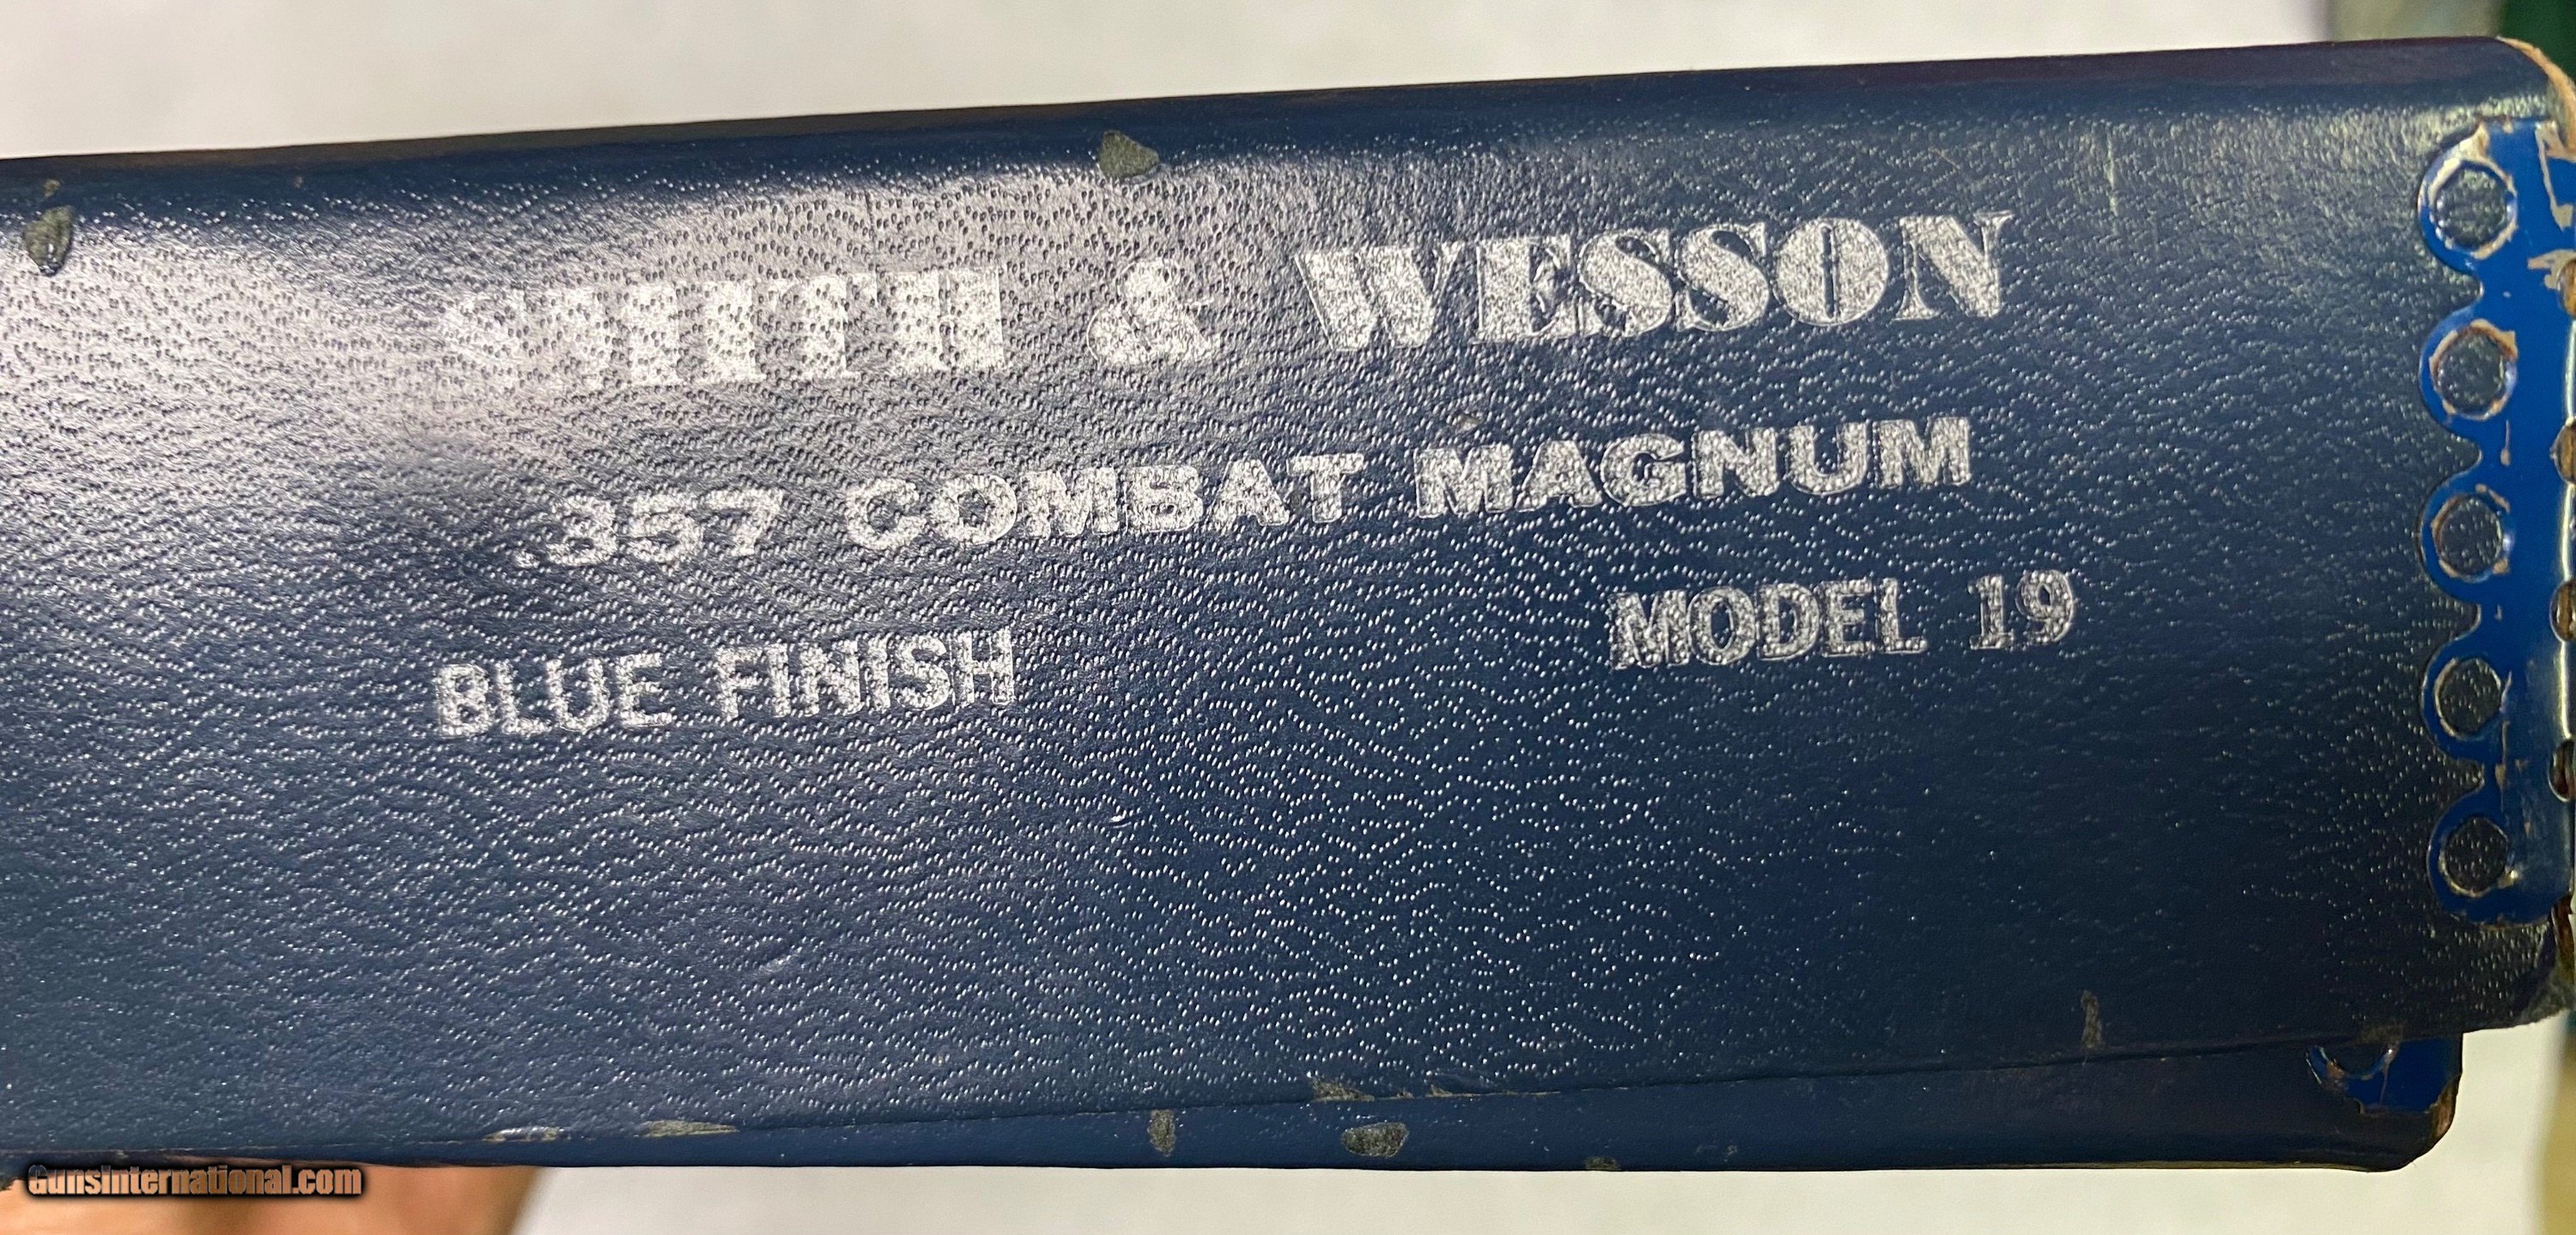 SMITH & WESSON
.357 COMBAT MAGNUM
BLUE FINISH MODEL 19
GunsInternational.com